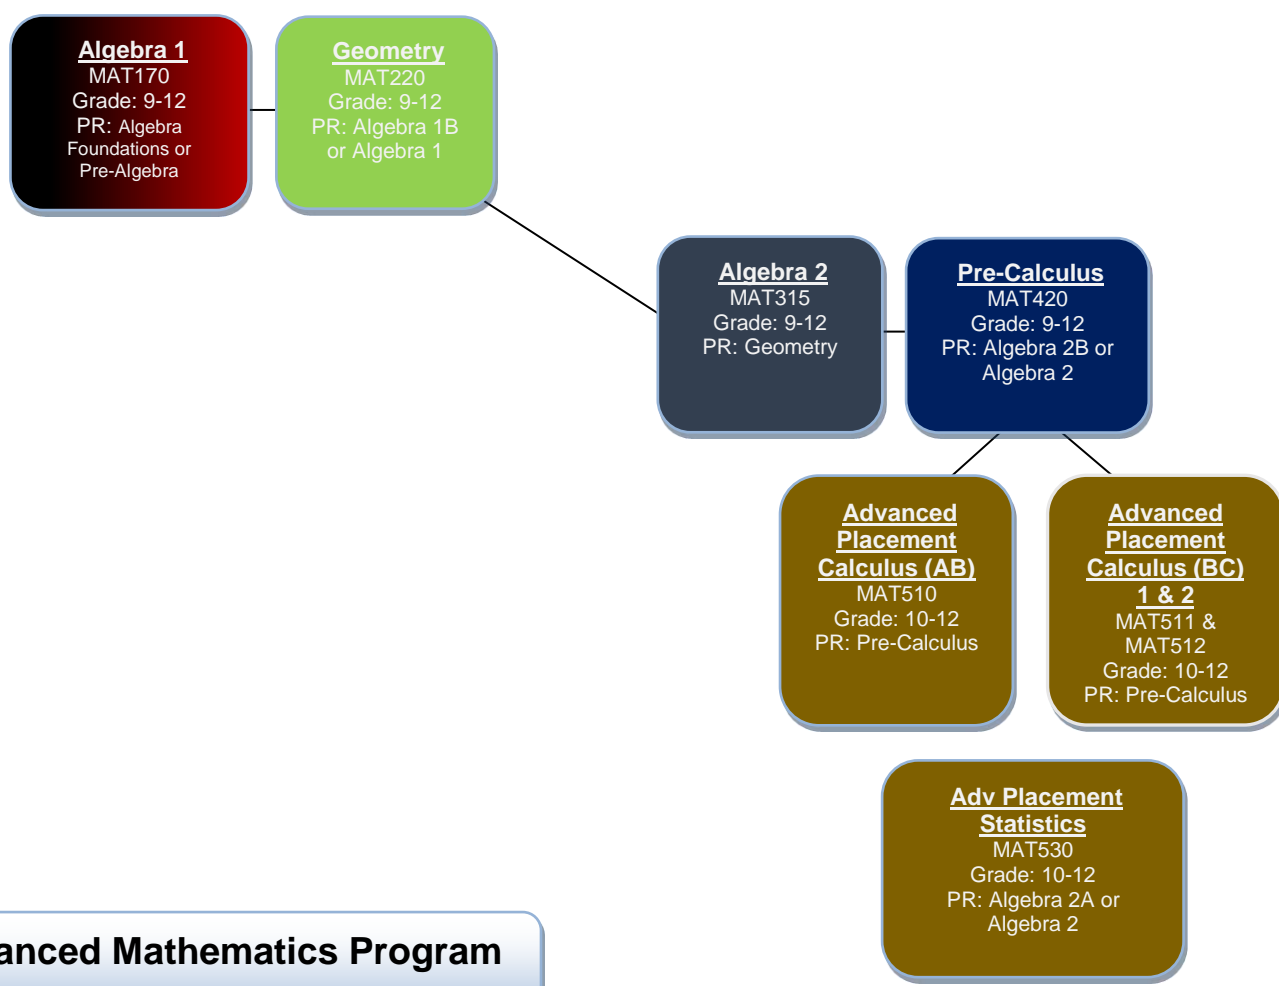 Algebra 1
MAT170
Grade: 9-12
PR: Algebra
Foundations or
Pre-Algebra
Geometry
MAT220
Grade: 9-12
PR: Algebra 1B
or Algebra 1
Algebra 2
MAT315
Grade: 9-12
PR: Geometry
Pre-Calculus
MAT420
Grade: 9-12
PR: Algebra 2B or
Algebra 2
Advanced
Placement
Calculus (AB)
MAT510
Grade: 10-12
PR: Pre-Calculus
Advanced
Placement
Calculus (BC)
1 & 2
MAT511 &
MAT512
Grade: 10-12
PR: Pre-Calculus
Adv Placement
Statistics
MAT530
Grade: 10-12
PR: Algebra 2A or
Algebra 2
Mathematics Program